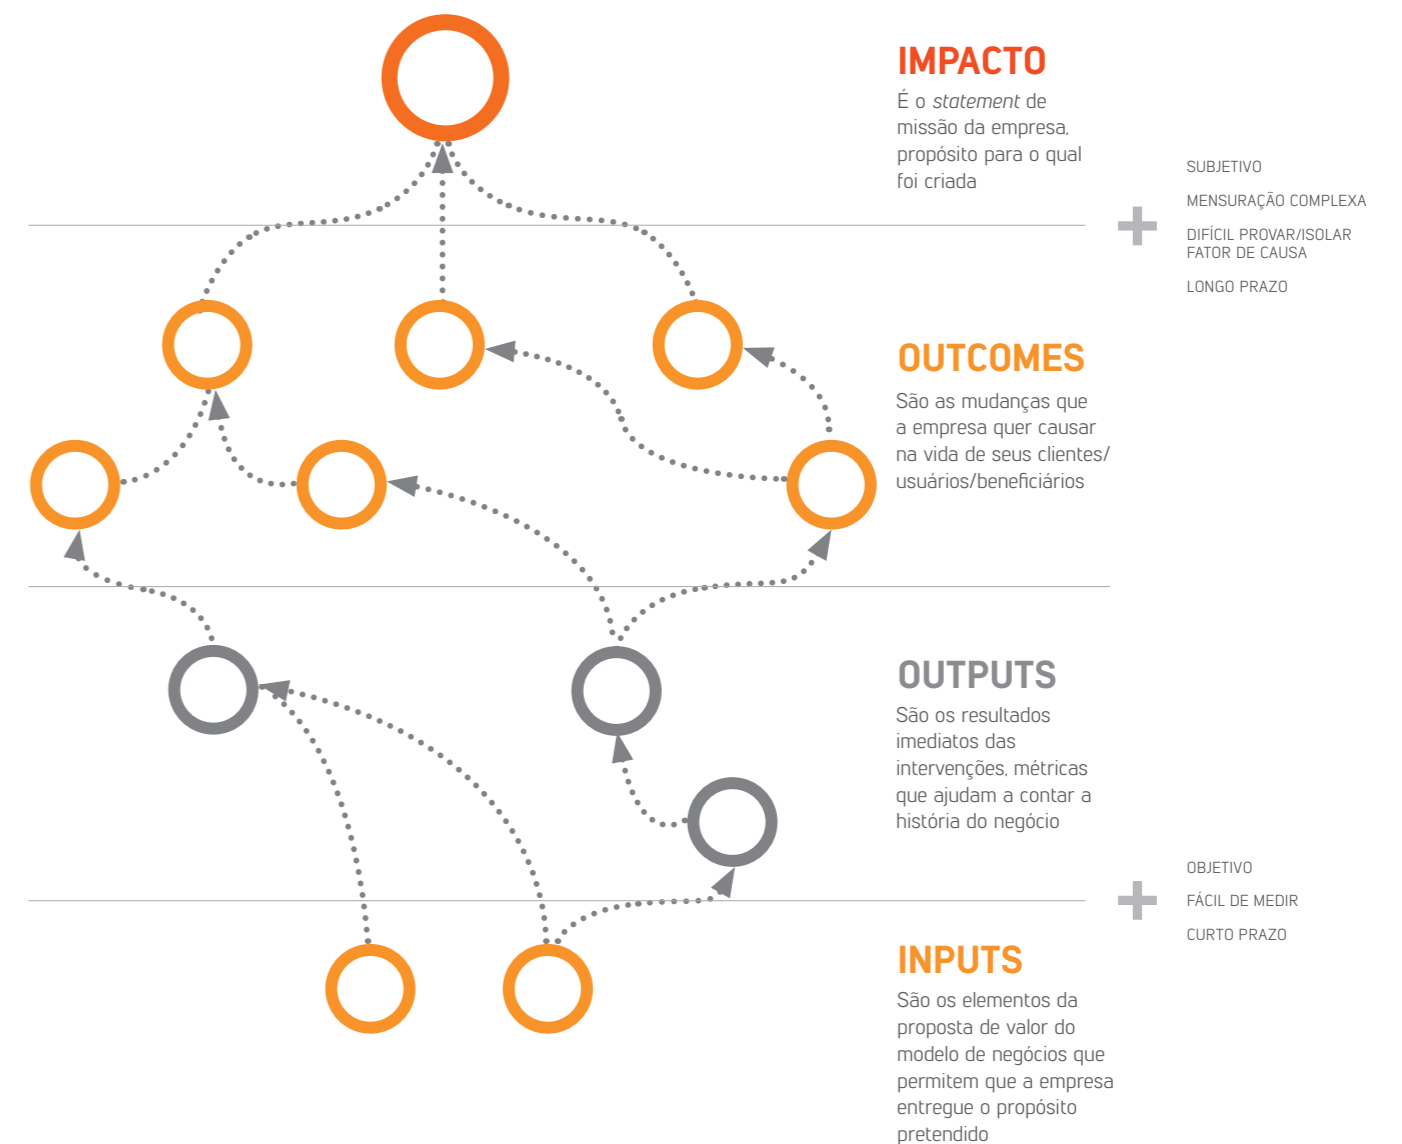 IMPACTO
É o statement de
missão da empresa,
propósito para o qual
foi criada
SUBJETIVO
MENSURAÇÃO COMPLEXA
DIFÍCIL PROVAR/ISOLAR
FATOR DE CAUSA
LONGO PRAZO
OUTCOMES
São as mudanças que
a empresa quer causar
na vida de seus clientes/
usuários/beneficiários
OUTPUTS
São os resultados
imediatos das
intervenções, métricas
que ajudam a contar a
história do negócio
OBJETIVO
FÁCIL DE MEDIR
CURTO PRAZO
INPUTS
São os elementos da
proposta de valor do
modelo de negócios que
permitem que a empresa
entregue o propósito
pretendido